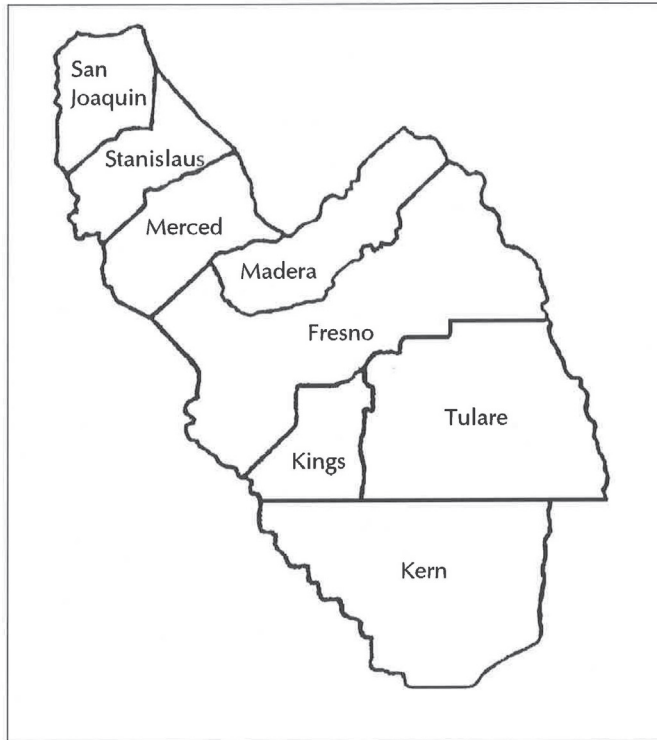 San
Joaquin
Stanislaus
Merced
Madera
Fresno
Tulare
Kings
Kern